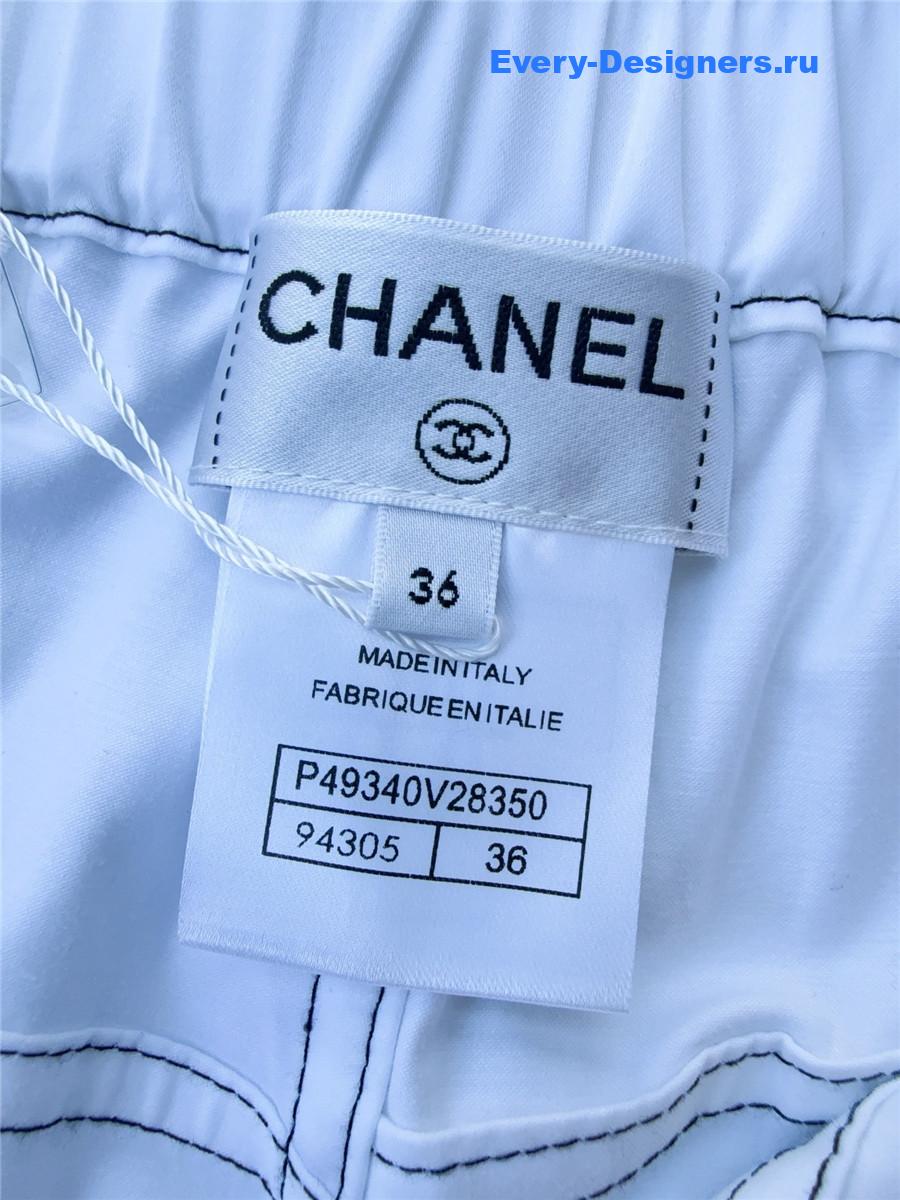 Every-Designers.ru
CHANEL
36
MADE IN ITALY
FABRIQUE EN ITALIE
P49340V28350
94305 36